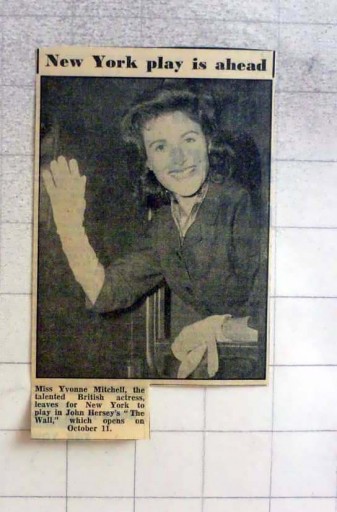 New York play is ahead
Miss Yvonne Mitchell, the
talented British actress,
leaves for New York to
play in John Hersey's "The
Wall," which opens on
October 11.